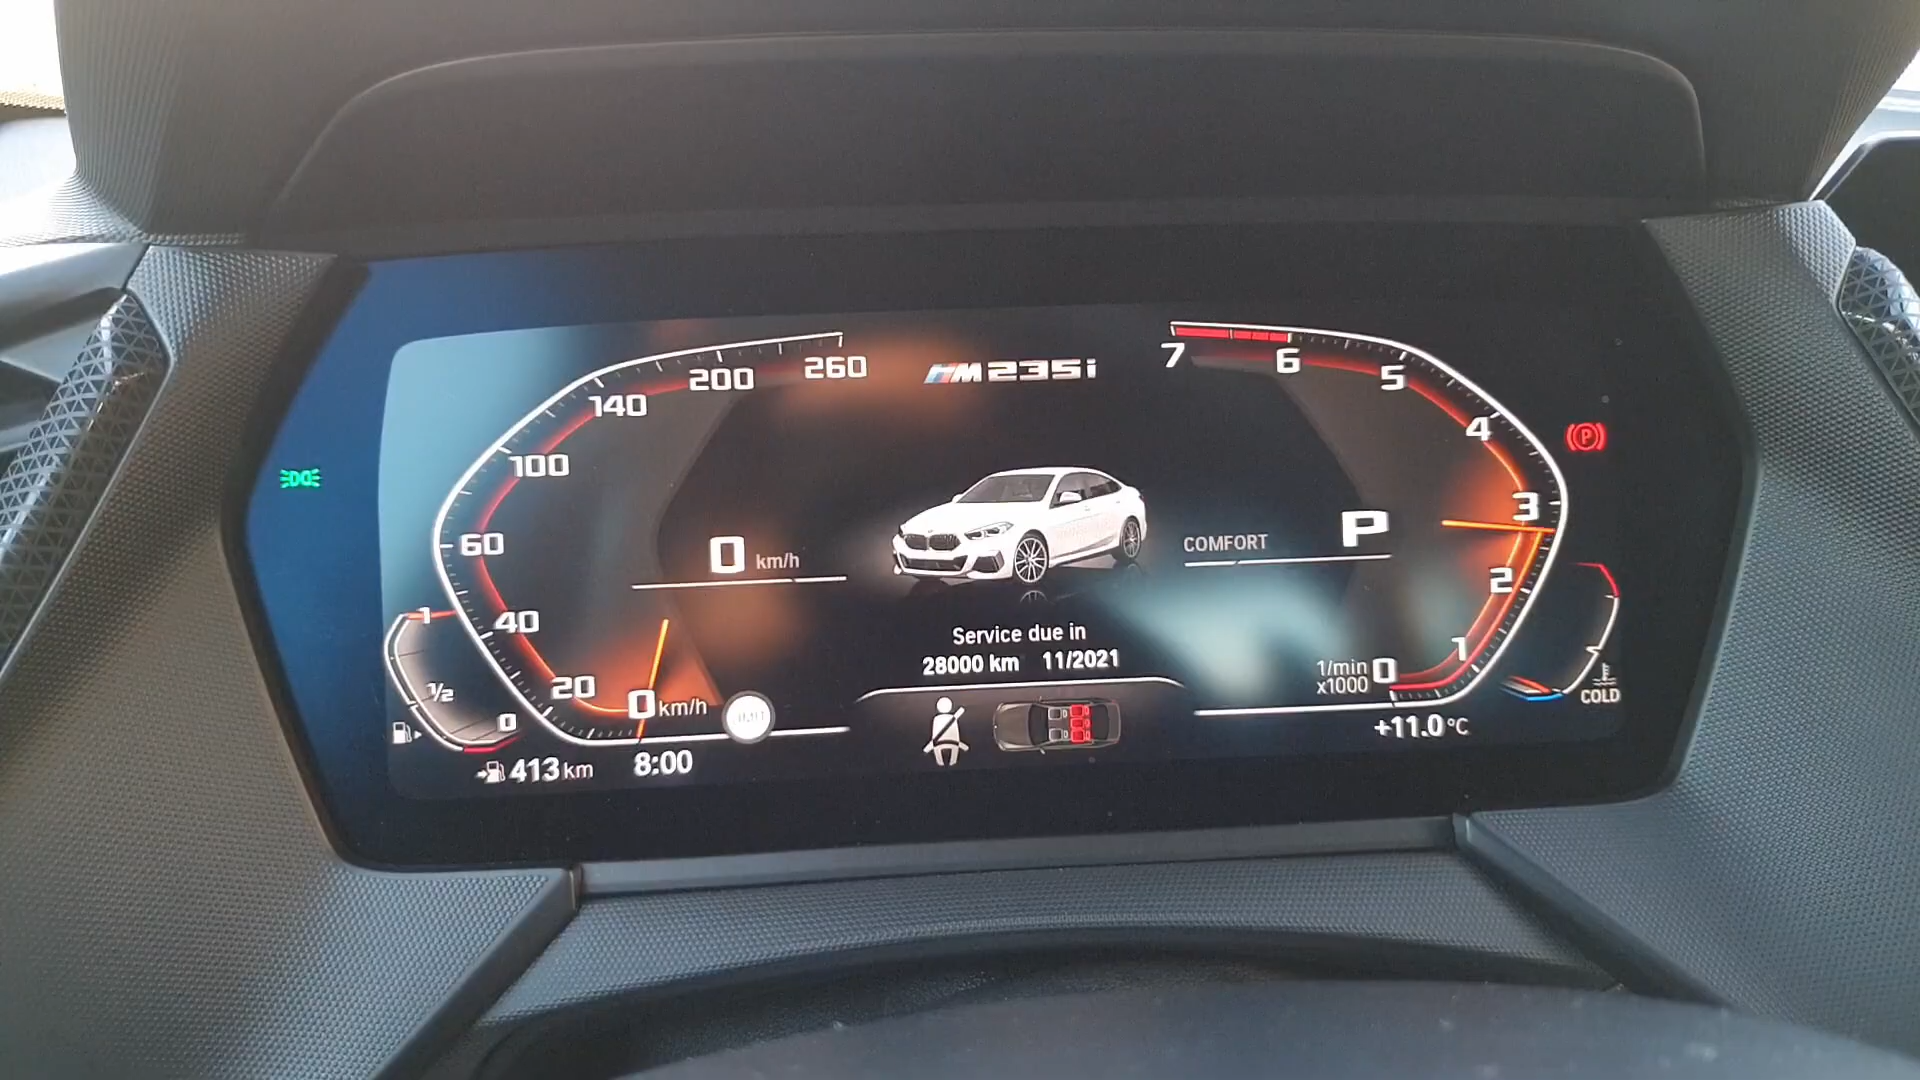 M235i
260
200
140
100
60
40
20
0 km/h
7
6
5
4
3
2
1
0
1/min
x1000
0 km/h
COMFORT
P
Service due in
28000 km 11/2021
1
1/2
0
413 km
8:00
LIMIT
COLD
+11.0 °C
P